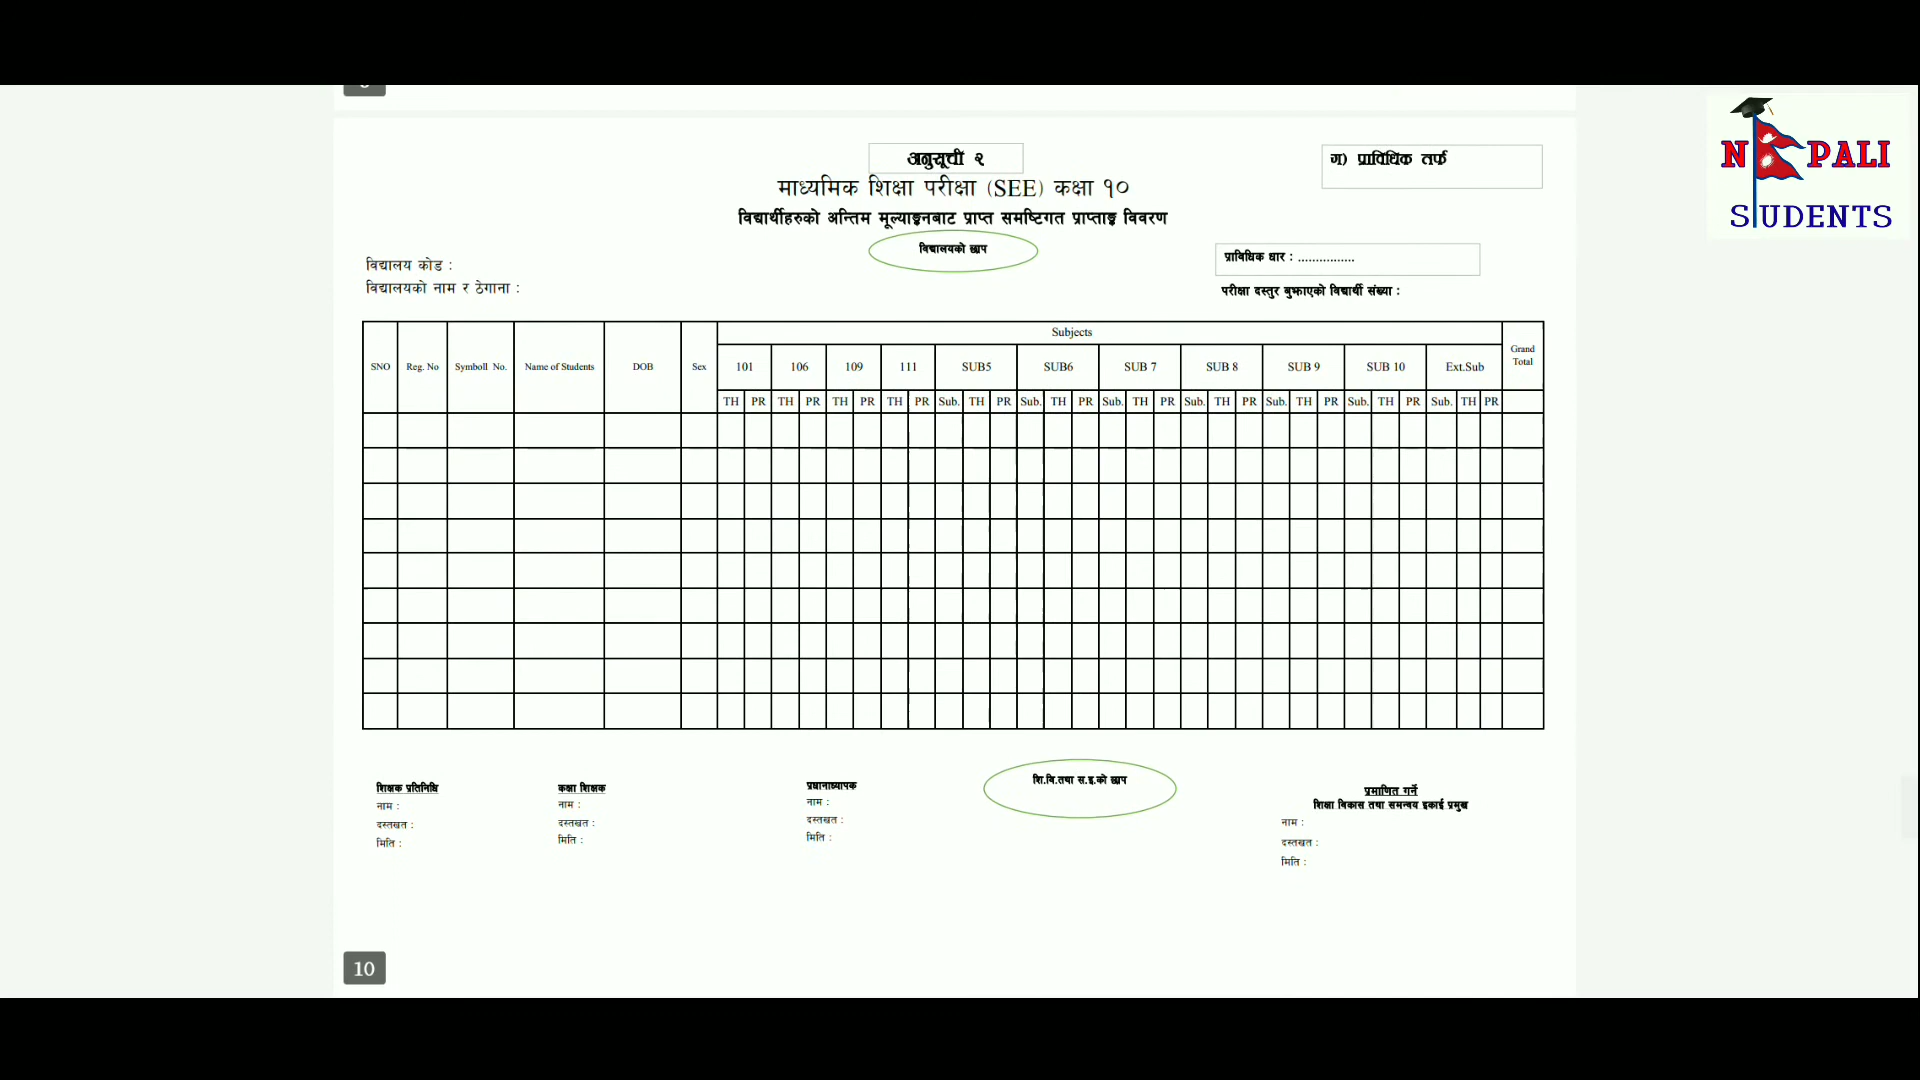 अनुसूची २
ग) प्राविधिक तर्फ
माध्यमिक शिक्षा परीक्षा (SEE) कक्षा १०
विद्यार्थीहरुको अन्तिम मूल्याङ्कनबाट प्राप्त समष्टिगत प्राप्ताङ्क विवरण
विद्यालयको छाप
विद्यालय कोड :
विद्यालयको नाम र ठेगाना :
प्राविधिक धार : ................
परीक्षा दस्तुर बुझाएको विद्यार्थी संख्या :
N PALI
STUDENTS
Subjects
SNO Reg. No Symboll No. Name of Students DOB Sex 101 106 109 111 SUB5 SUB6 SUB 7 SUB 8 SUB 9 SUB 10 Ext.Sub Grand Total
TH PR TH PR TH PR TH PR Sub. TH PR Sub. TH PR Sub. TH PR Sub. TH PR Sub. TH PR Sub. TH PR Sub. TH PR
शिक्षक प्रतिनिधि
नाम :
दस्तखत :
मिति :
कक्षा शिक्षक
नाम :
दस्तखत :
मिति :
प्रधानाध्यापक
नाम :
दस्तखत :
मिति :
शि.वि.तथा स.इ.को छाप
प्रमाणित गर्ने
शिक्षा विकास तथा समन्वय इकाई प्रमुख
नाम :
दस्तखत :
मिति :
10